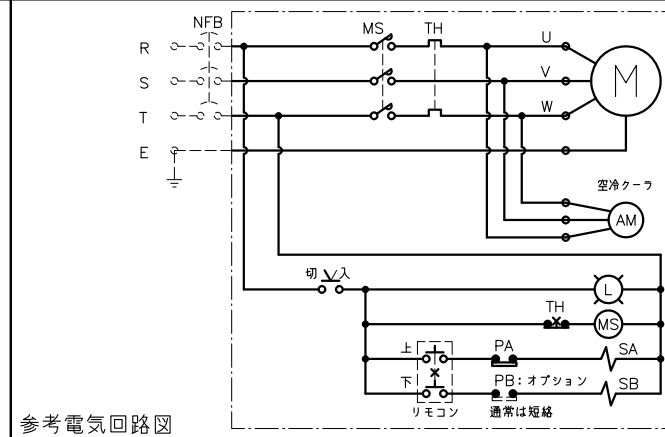 NFB MS TH
R U
S V M
T W
E
空冷クーラ
AM
切 入
L
TH
MS
上 PA SA
下 PB:オプション SB
リモコン 通常は短絡
参考電気回路図